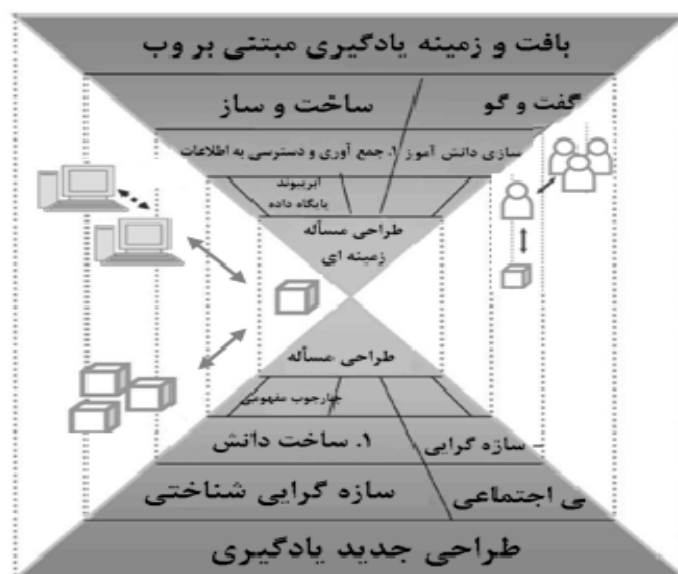 بافت و زمینه یادگیری مبتنی بر وب
گفت و گو
ساخت و ساز
سازی دانش آموز
۱. جمع آوری و دسترسی به اطلاعات
ابرپیوند
پایگاه داده
طراحی مسأله
زمینه ای
طراحی مسأله
چهارچوب مفهومی
سازه گرایی
۱. ساخت دانش
ی اجتماعی
سازه گرایی شناختی
طراحی جدید یادگیری